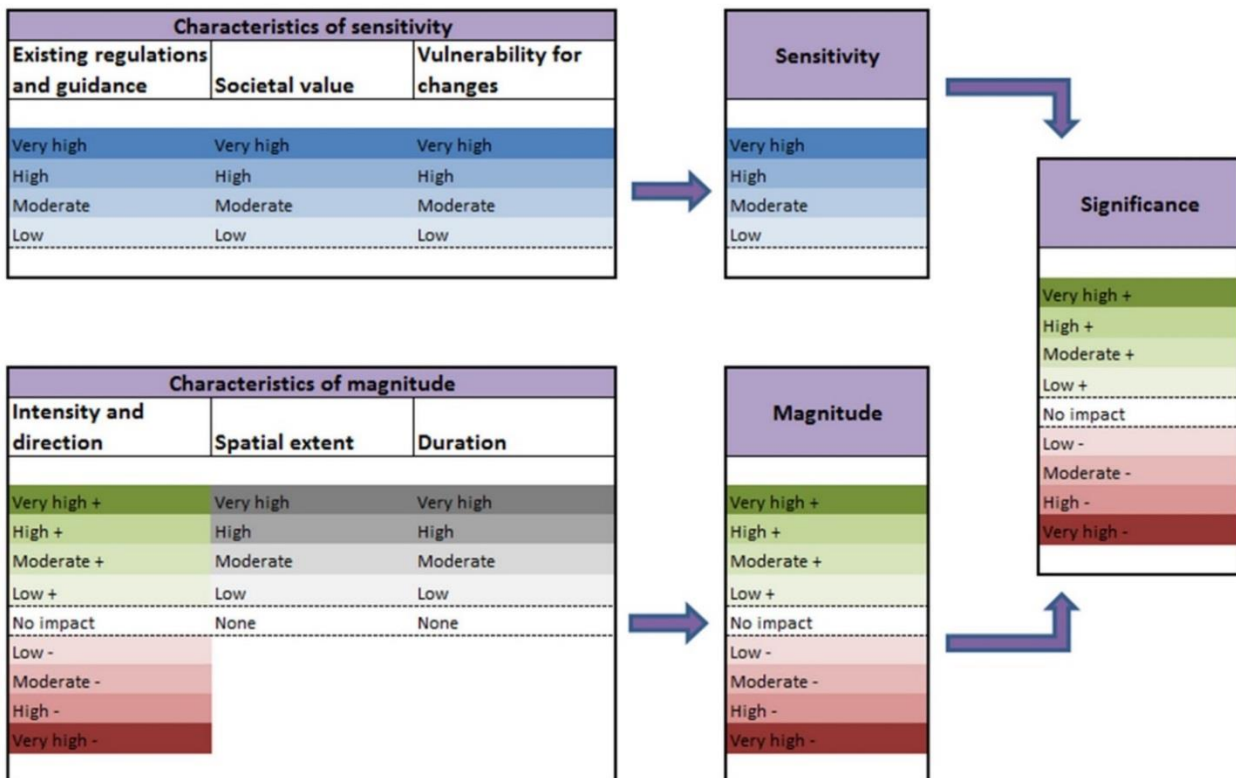 Characteristics of sensitivity
Existing regulations and guidance
Societal value
Vulnerability for changes
Very high Very high Very high
High High High
Moderate Moderate Moderate
Low Low Low
Sensitivity
Very high
High
Moderate
Low
Characteristics of magnitude
Intensity and direction
Spatial extent
Duration
Very high + Very high Very high
High + High High
Moderate + Moderate Moderate
Low + Low Low
No impact None None
Low -
Moderate -
High -
Very high -
Magnitude
Very high +
High +
Moderate +
Low +
No impact
Low -
Moderate -
High -
Very high -
Significance
Very high +
High +
Moderate +
Low +
No impact
Low -
Moderate -
High -
Very high -